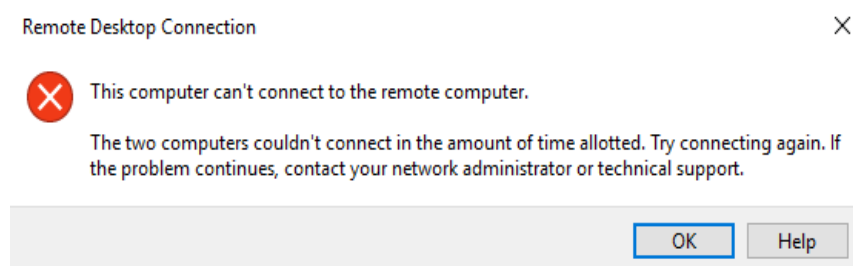 Remote Desktop Connection
This computer can't connect to the remote computer.
The two computers couldn't connect in the amount of time allotted. Try connecting again. If
the problem continues, contact your network administrator or technical support.
OK
Help